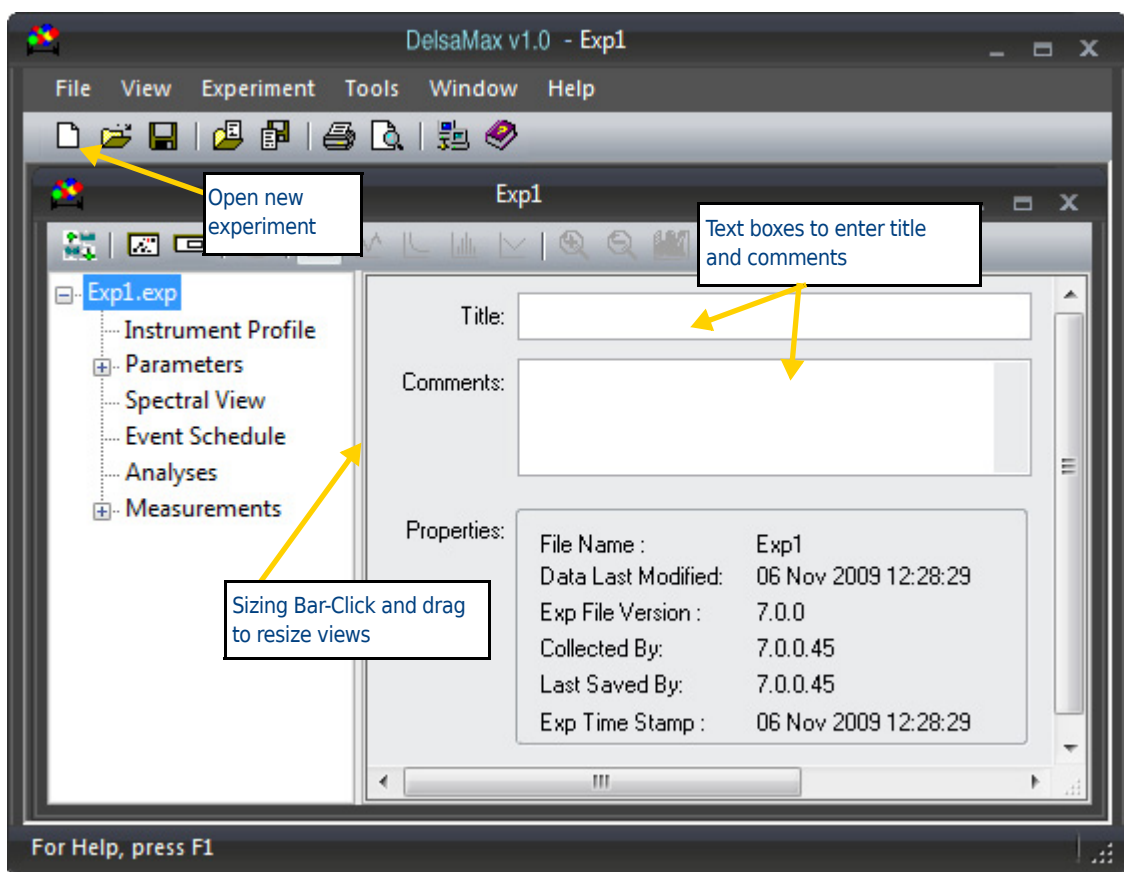 DelsaMax v1.0 - Exp1
File View Experiment Tools Window Help
Open new
experiment
Exp1
Text boxes to enter title
and comments
Exp1.exp
Instrument Profile
Parameters
Spectral View
Event Schedule
Analyses
Measurements
Title:
Comments:
Sizing Bar-Click and drag
to resize views
Properties:
File Name : Exp1
Data Last Modified: 06 Nov 2009 12:28:29
Exp File Version : 7.0.0
Collected By: 7.0.0.45
Last Saved By: 7.0.0.45
Exp Time Stamp : 06 Nov 2009 12:28:29
For Help, press F1